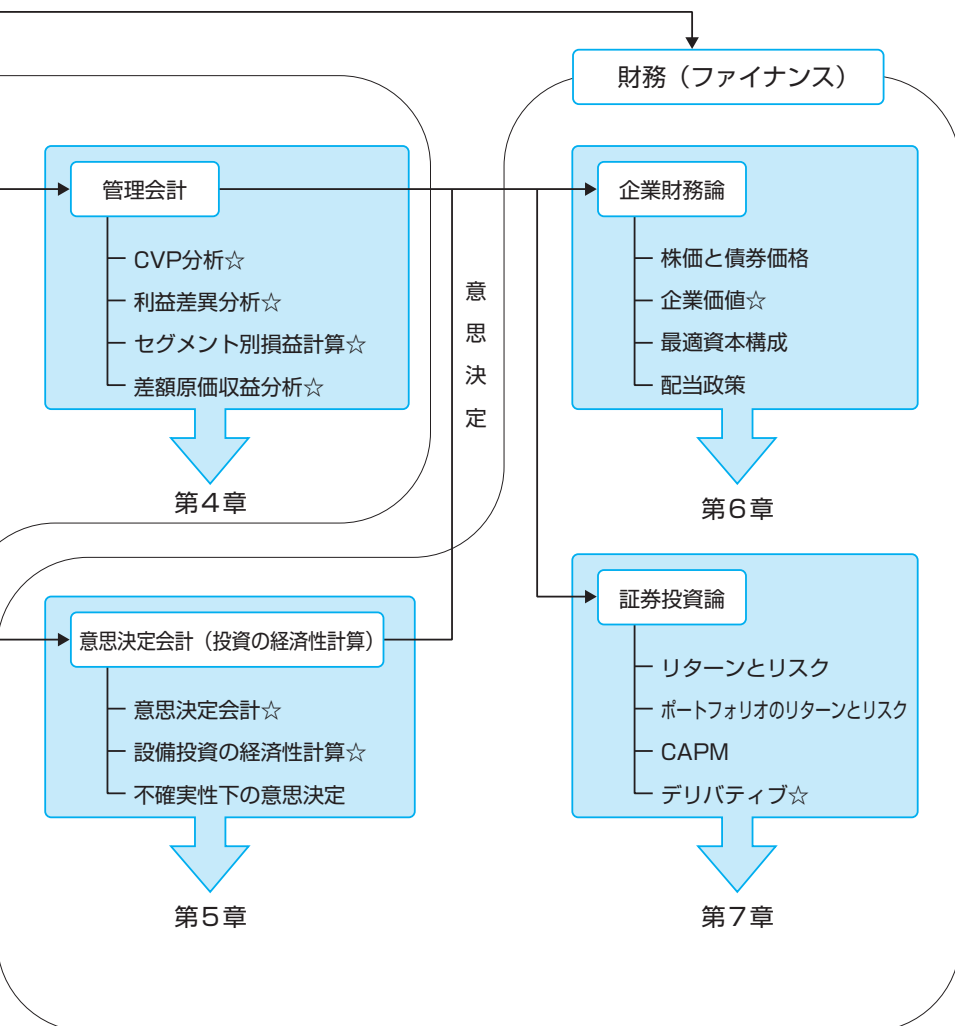 財務（ファイナンス）
管理会計
CVP分析☆
利益差異分析☆
セグメント別損益計算☆
差額原価収益分析☆
第4章
意思決定
企業財務論
株価と債券価格
企業価値☆
最適資本構成
配当政策
第6章
意思決定会計（投資の経済性計算）
意思決定会計☆
設備投資の経済性計算☆
不確実性下の意思決定
第5章
証券投資論
リターンとリスク
ポートフォリオのリターンとリスク
CAPM
デリバティブ☆
第7章